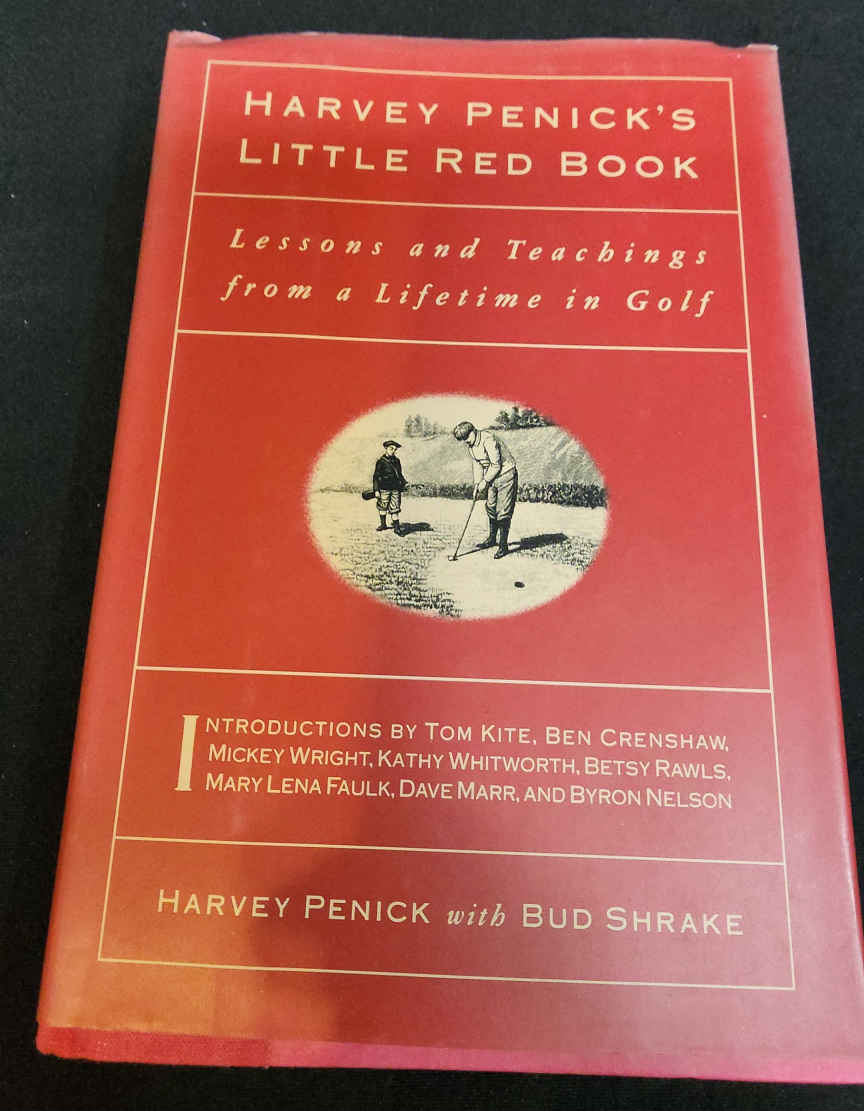 HARVEY PENICK'S
LITTLE RED BOOK
Lessons and Teachings
from a Lifetime in Golf
INTRODUCTIONS BY TOM KITE, BEN CRENSHAW,
MICKEY WRIGHT, KATHY WHITWORTH, BETSY RAWLS,
MARY LENA FAULK, DAVE MARR, AND BYRON NELSON
HARVEY PENICK with BUD SHRAKE